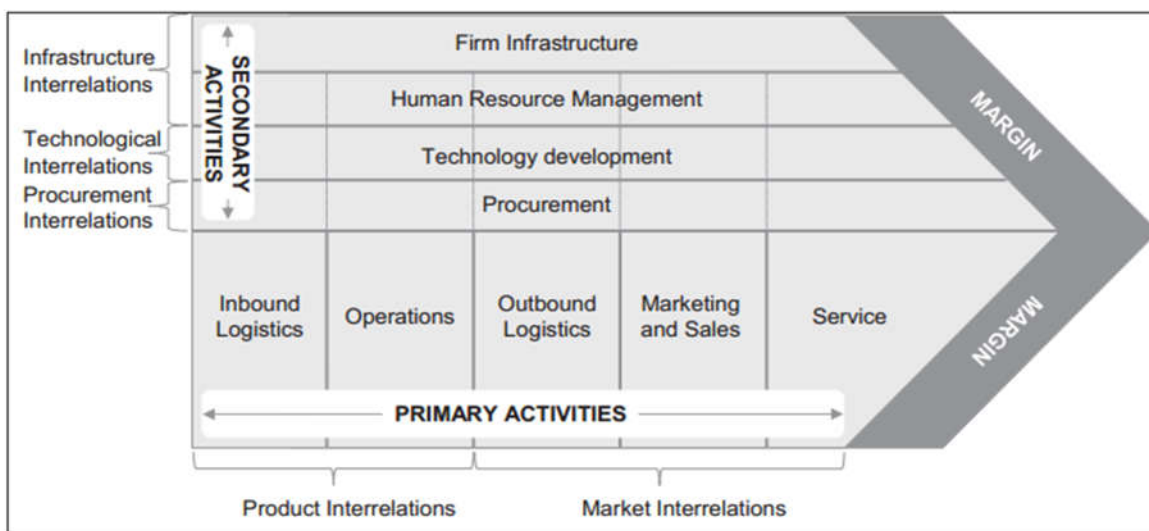 Infrastructure
Interrelations
Technological
Interrelations
Procurement
Interrelations
SECONDARY
ACTIVITIES
Firm Infrastructure
Human Resource Management
Technology development
Procurement
MARGIN
Inbound
Logistics
Operations
Outbound
Logistics
Marketing
and Sales
Service
MARGIN
PRIMARY ACTIVITIES
Product Interrelations
Market Interrelations